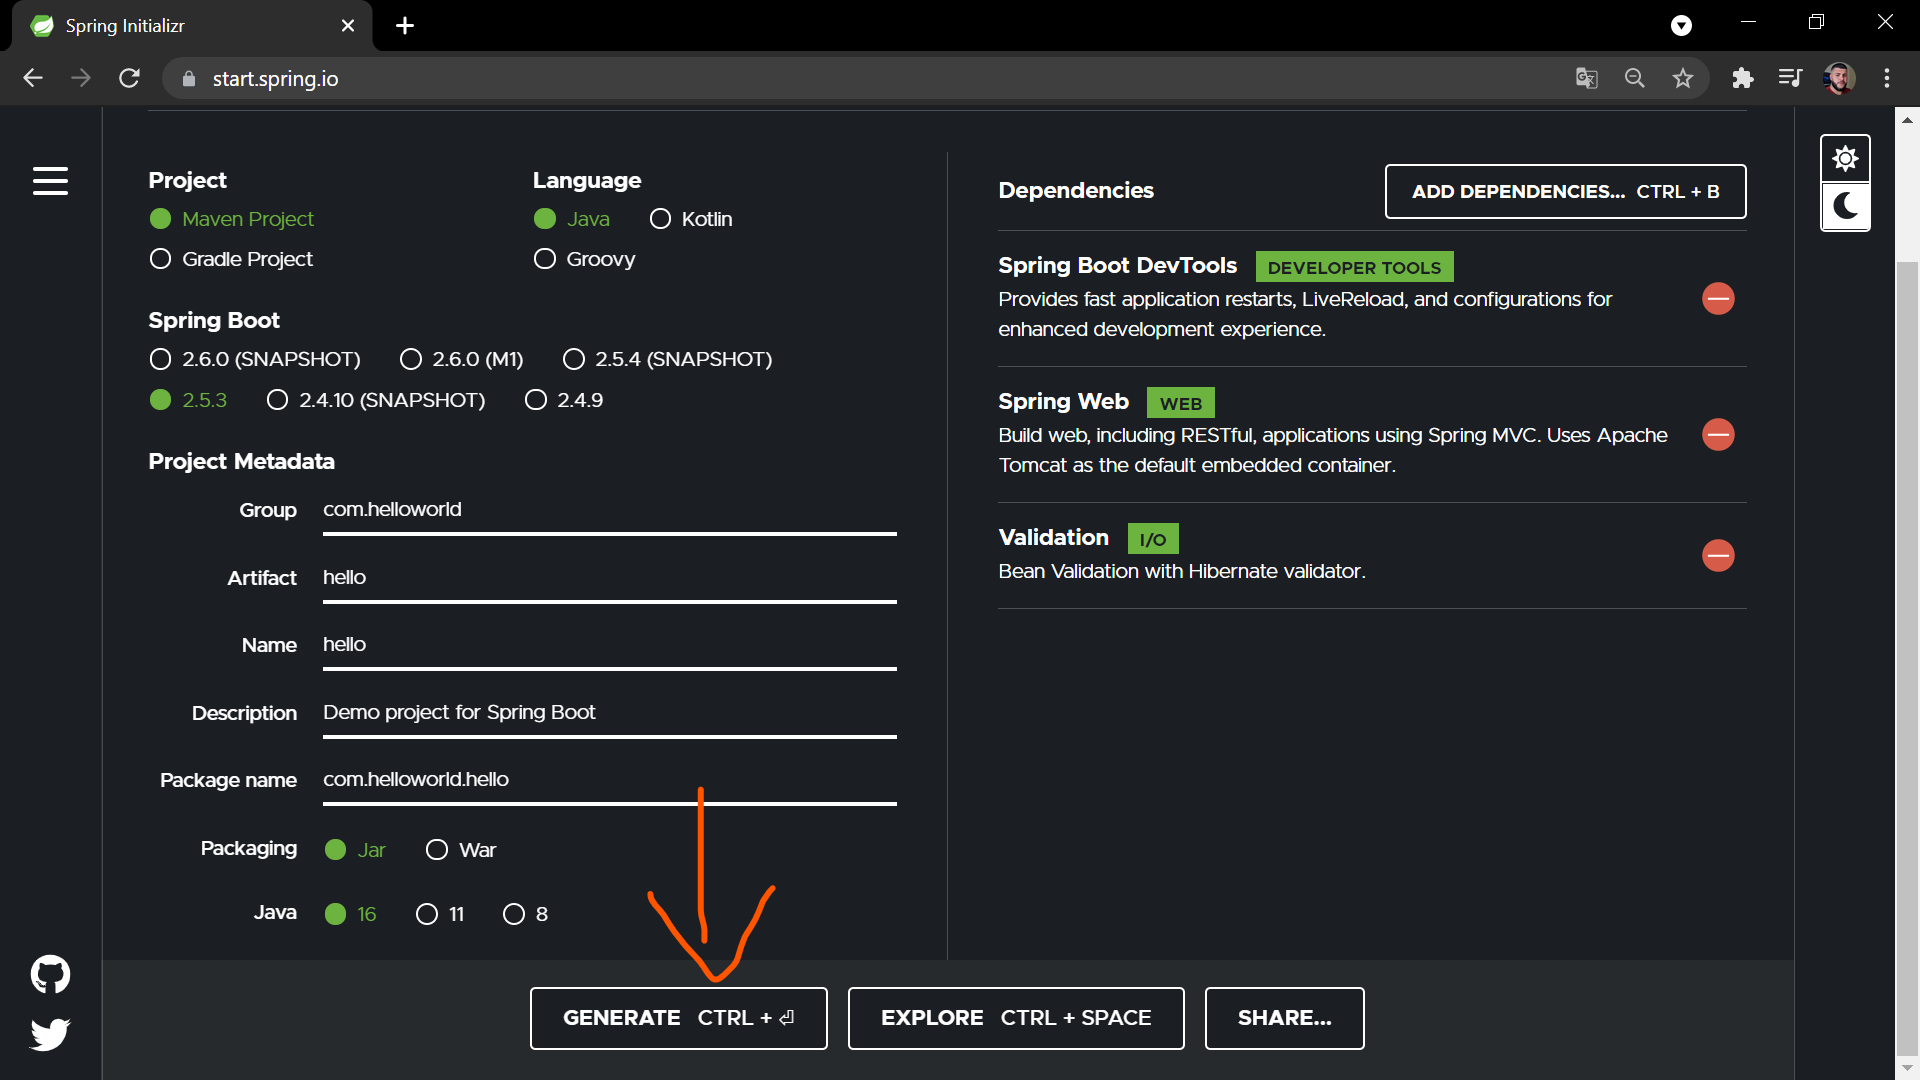 Spring Initializr
start.spring.io
Project
Maven Project
Gradle Project
Language
Java Kotlin
Groovy
Spring Boot
2.6.0 (SNAPSHOT) 2.6.0 (M1) 2.5.4 (SNAPSHOT)
2.5.3 2.4.10 (SNAPSHOT) 2.4.9
Project Metadata
Group com.helloworld
Artifact hello
Name hello
Description Demo project for Spring Boot
Package name com.helloworld.hello
Packaging Jar War
Java 16 11 8
Dependencies ADD DEPENDENCIES... CTRL + B
Spring Boot DevTools DEVELOPER TOOLS
Provides fast application restarts, LiveReload, and configurations for
enhanced development experience.
Spring Web WEB
Build web, including RESTful, applications using Spring MVC. Uses Apache
Tomcat as the default embedded container.
Validation I/O
Bean Validation with Hibernate validator.
GENERATE CTRL + ⏎ EXPLORE CTRL + SPACE SHARE...